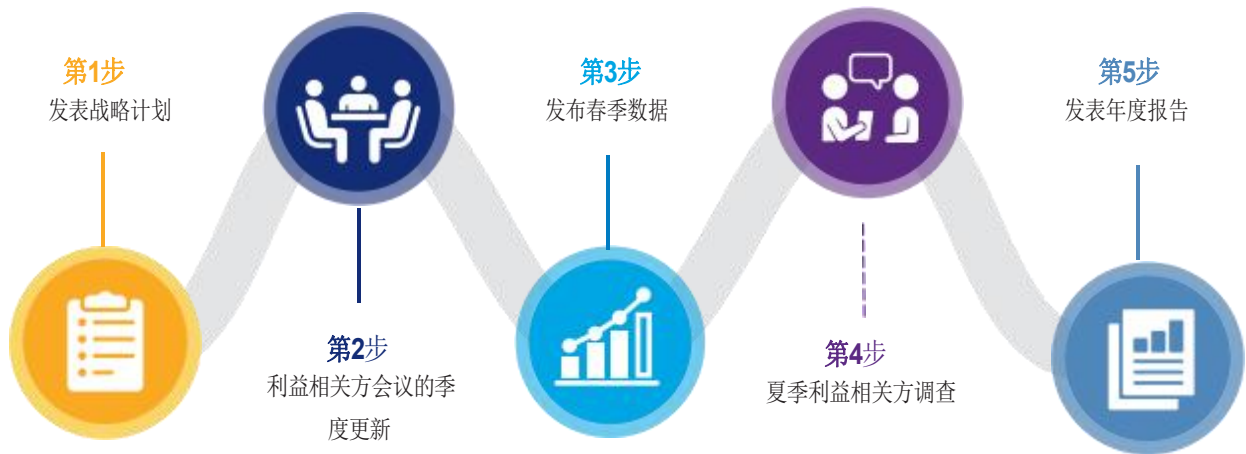 第1步
发表战略计划
第2步
利益相关方会议的季
度更新
第3步
发布春季数据
第4步
夏季利益相关方调查
第5步
发表年度报告